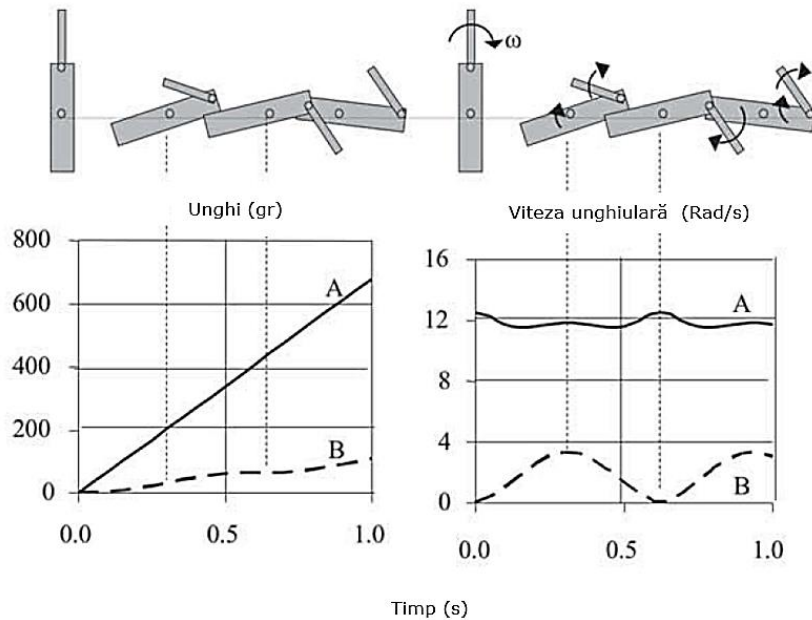 ω
Unghi (gr)
Viteza unghiulară (Rad/s)
800
600
400
200
0
A
B
0.0
0.5
1.0
16
12
8
4
0
A
B
0.0
0.5
1.0
Timp (s)